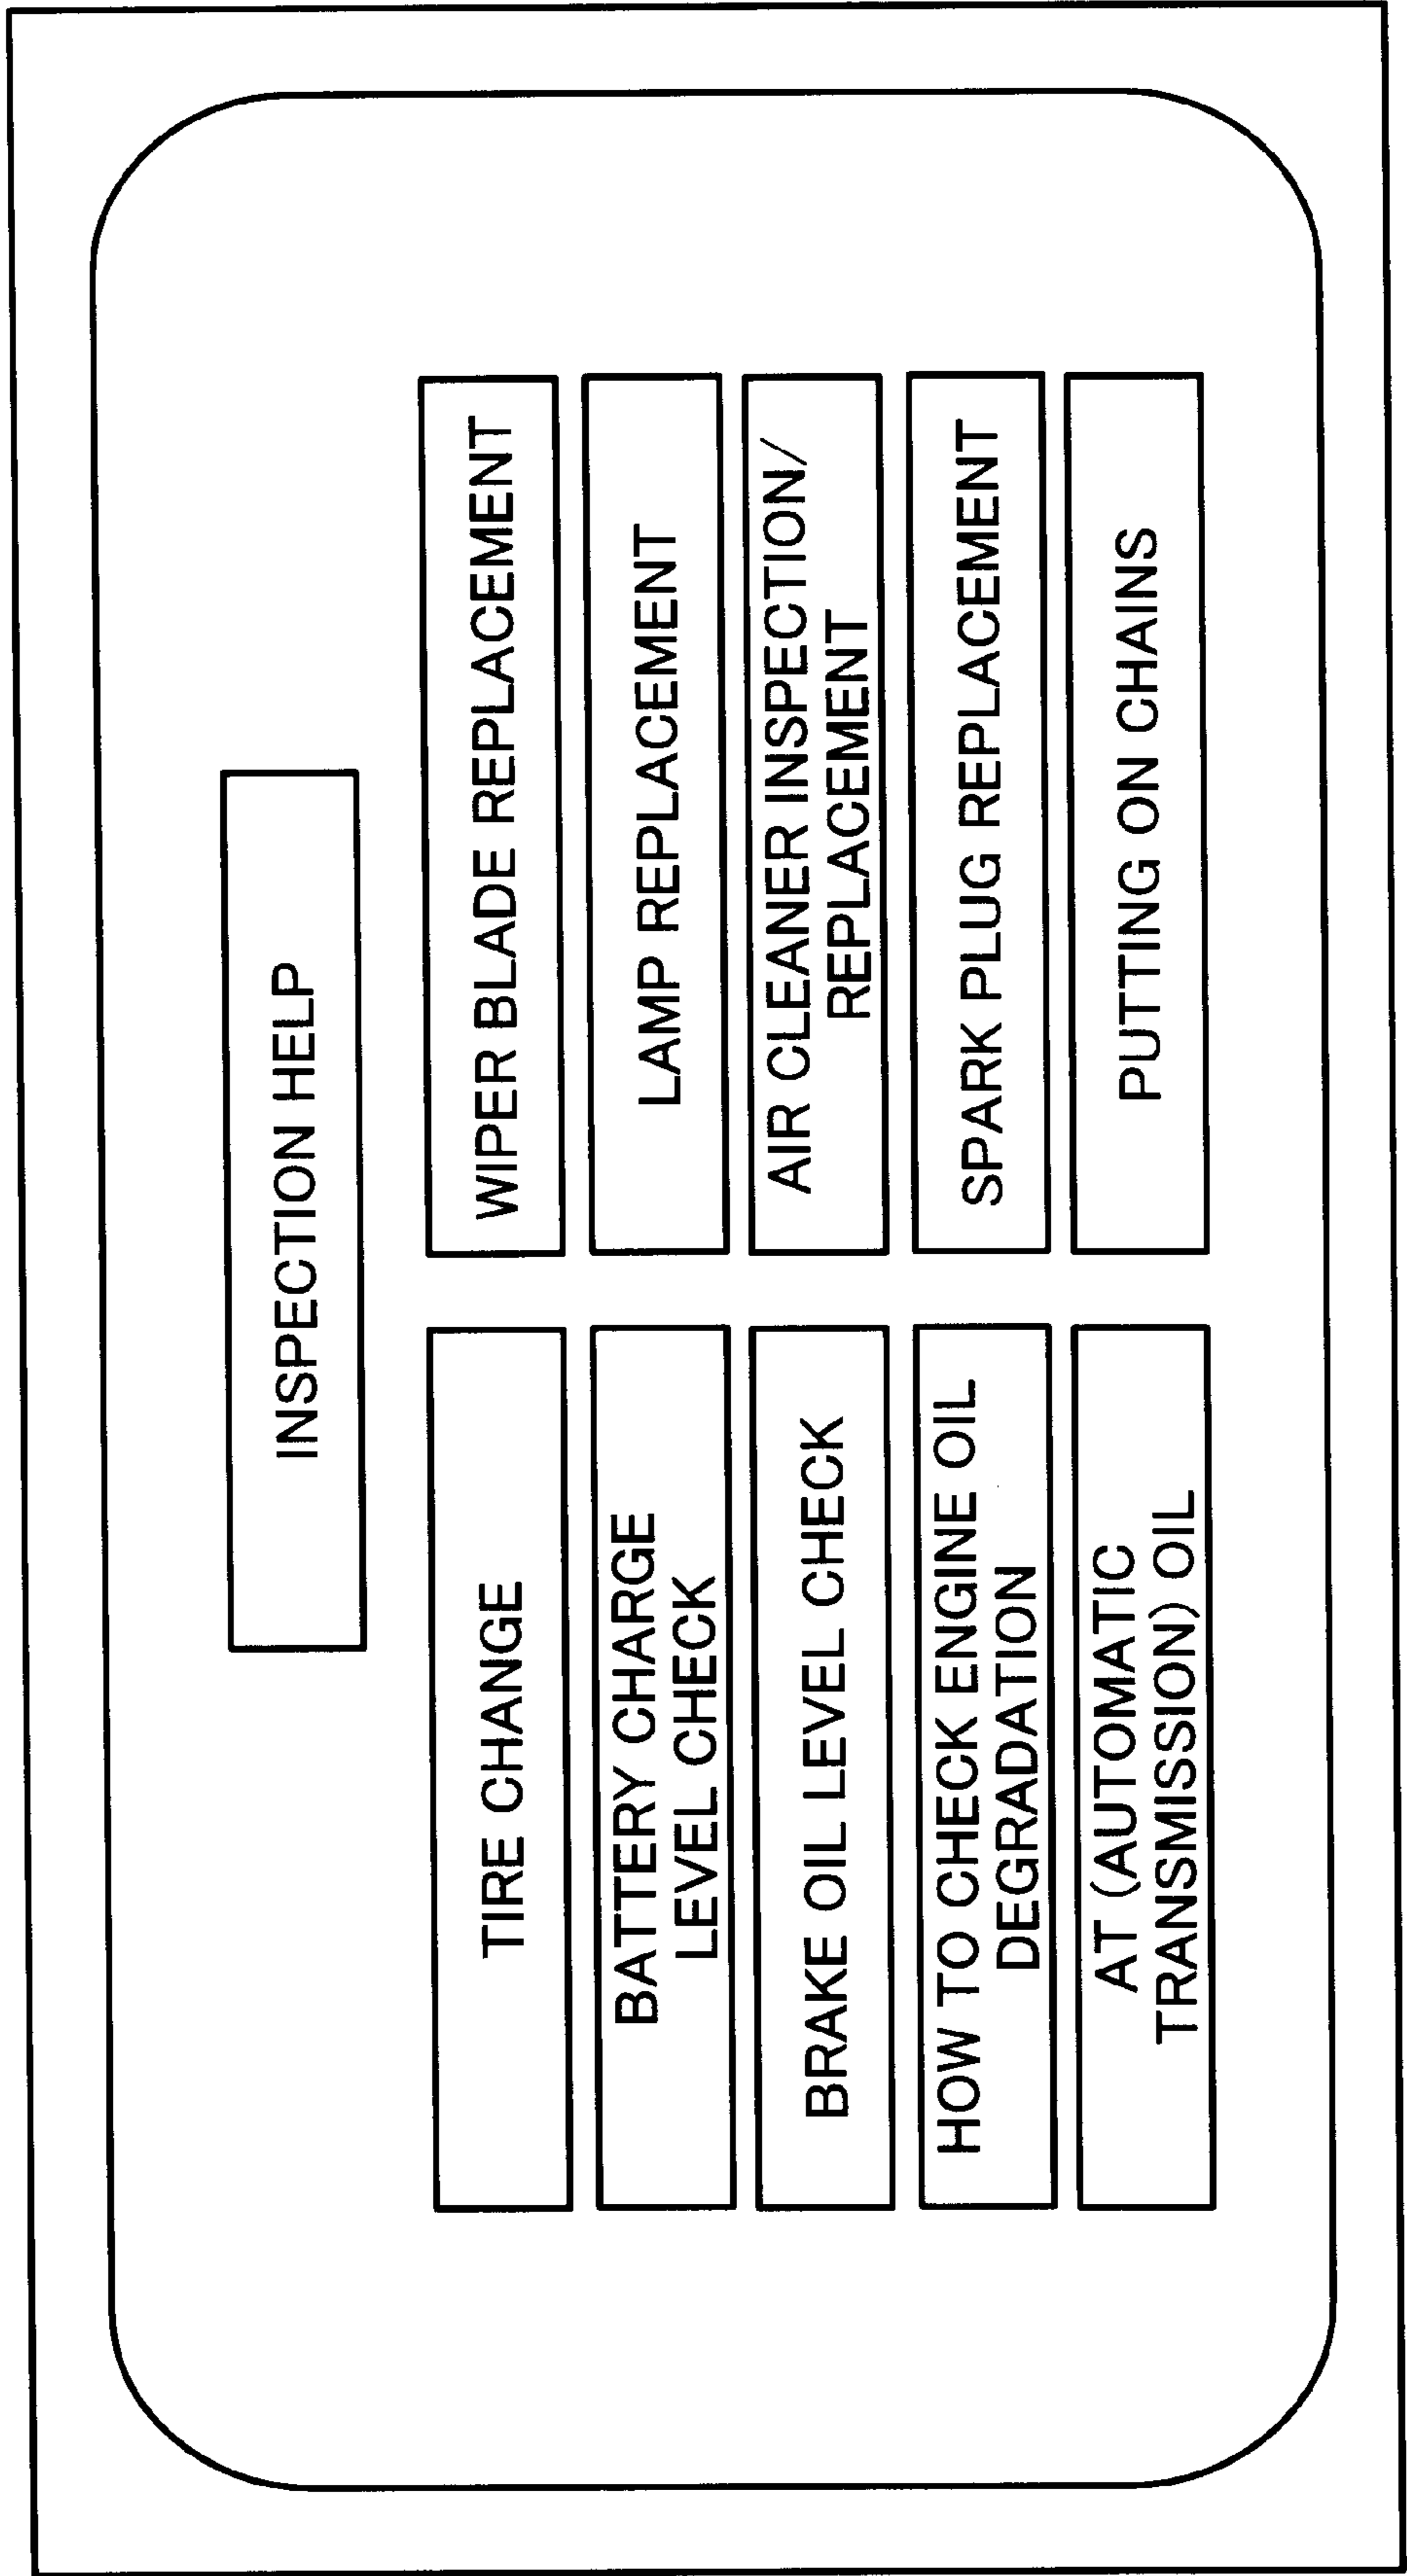 INSPECTION HELP
TIRE CHANGE
BATTERY CHARGE
LEVEL CHECK
BRAKE OIL LEVEL CHECK
HOW TO CHECK ENGINE OIL
DEGRADATION
AT (AUTOMATIC
TRANSMISSION) OIL
WIPER BLADE REPLACEMENT
LAMP REPLACEMENT
AIR CLEANER INSPECTION/
REPLACEMENT
SPARK PLUG REPLACEMENT
PUTTING ON CHAINS